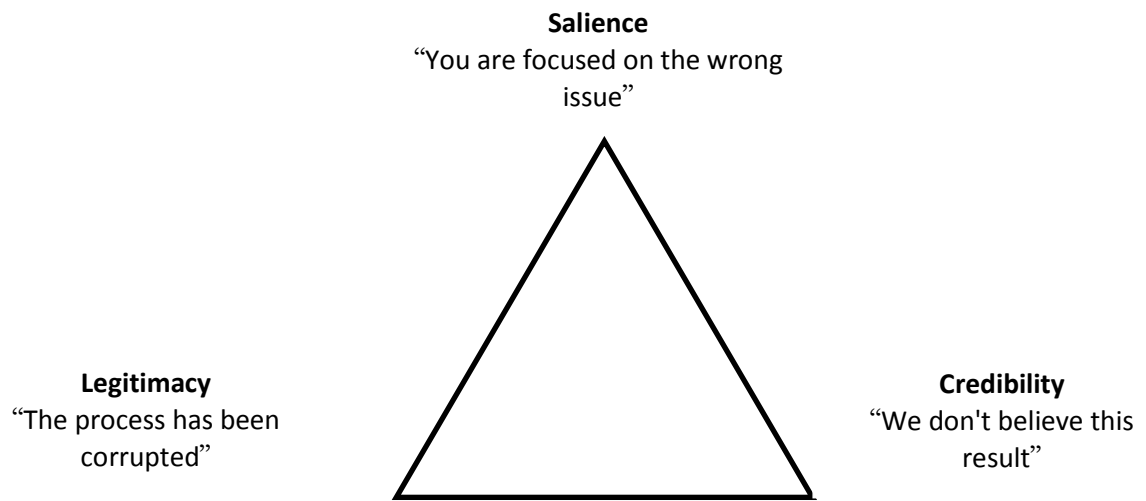 Salience
“You are focused on the wrong
issue”
Legitimacy
“The process has been
corrupted”
Credibility
“We don't believe this
result”